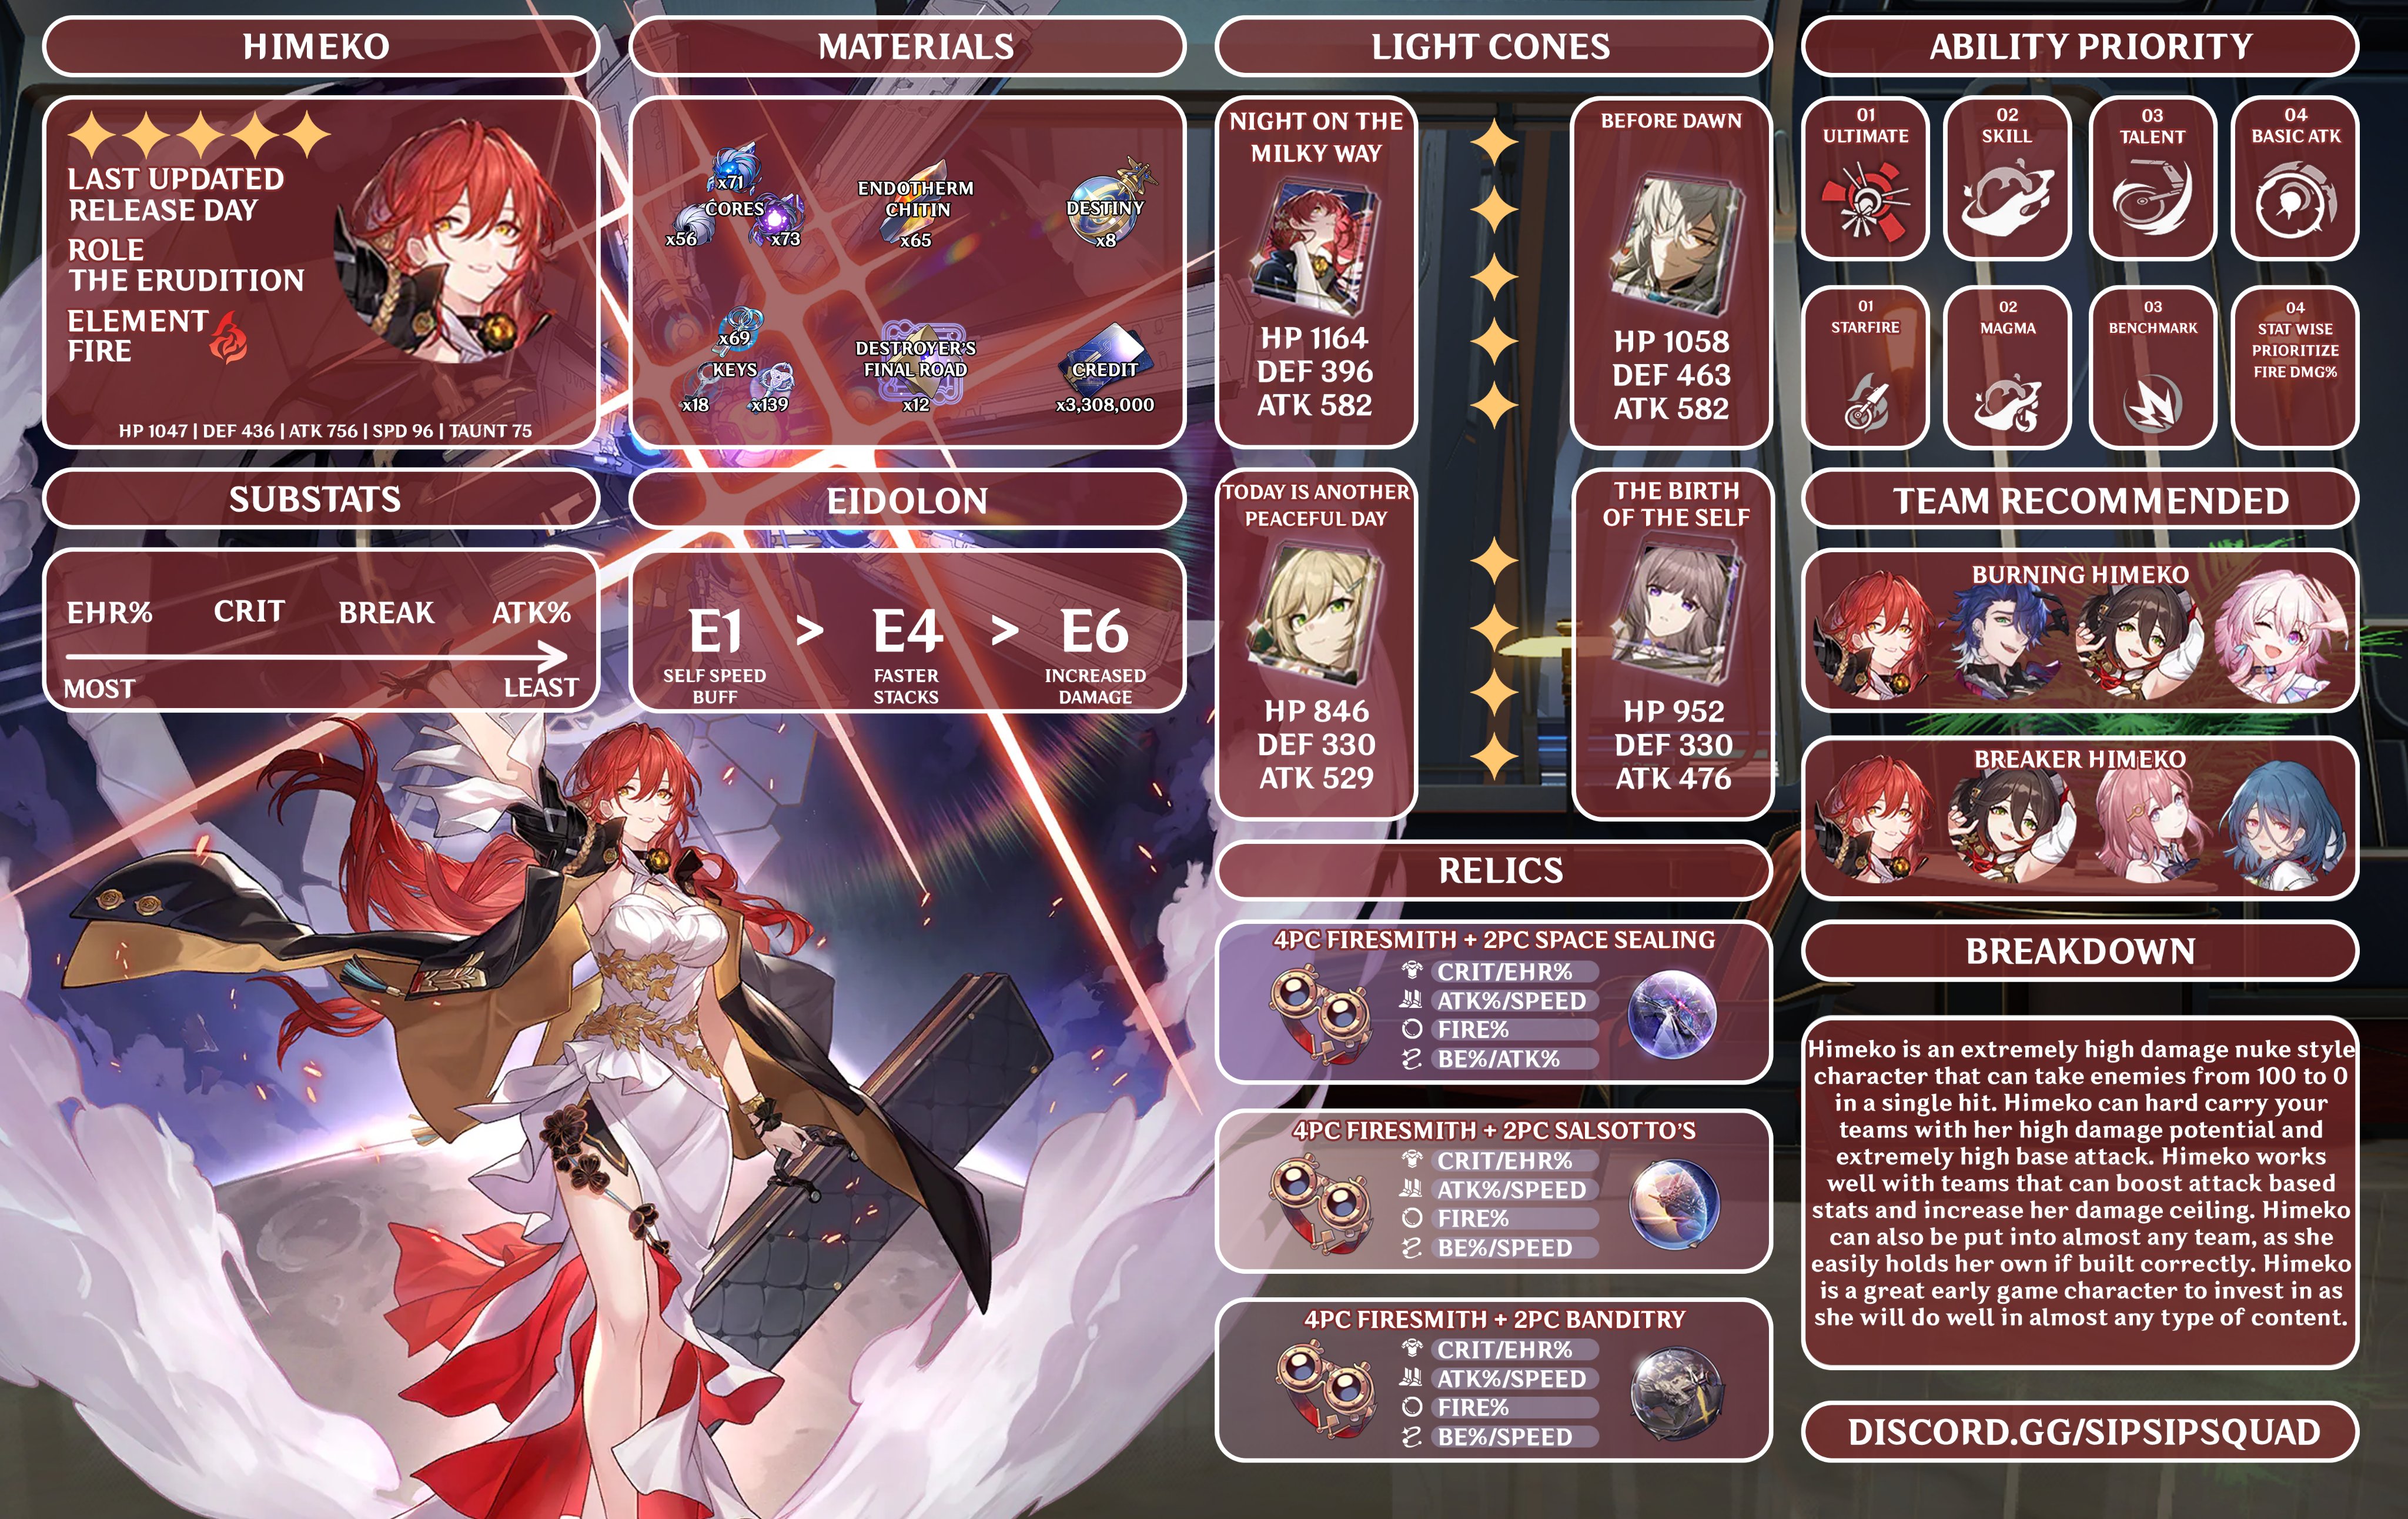 HIMEKO
LAST UPDATED
RELEASE DAY
ROLE
THE ERUDITION
ELEMENT
FIRE
HP 1047 | DEF 436 | ATK 756 | SPD 96 | TAUNT 75
SUBSTATS
EHR% CRIT BREAK ATK%
MOST LEAST
MATERIALS
x71
CORES
x56 x73
ENDOTHERM
CHITIN
x65
DESTINY
x8
x69
KEYS
x18 x139
DESTROYER'S
FINAL ROAD
x12
CREDIT
x3,308,000
EIDOLON
E1 > E4 > E6
SELF SPEED
BUFF
FASTER
STACKS
INCREASED
DAMAGE
LIGHT CONES
NIGHT ON THE
MILKY WAY
HP 1164
DEF 396
ATK 582
BEFORE DAWN
HP 1058
DEF 463
ATK 582
TODAY IS ANOTHER
PEACEFUL DAY
HP 846
DEF 330
ATK 529
THE BIRTH
OF THE SELF
HP 952
DEF 330
ATK 476
RELICS
4PC FIRESMITH + 2PC SPACE SEALING
CRIT/EHR%
ATK%/SPEED
FIRE%
BE%/ATK%
4PC FIRESMITH + 2PC SALSOTTO'S
CRIT/EHR%
ATK%/SPEED
FIRE%
BE%/SPEED
4PC FIRESMITH + 2PC BANDITRY
CRIT/EHR%
ATK%/SPEED
FIRE%
BE%/SPEED
ABILITY PRIORITY
01
ULTIMATE
02
SKILL
03
TALENT
04
BASIC ATK
01
STARFIRE
02
MAGMA
03
BENCHMARK
04
STAT WISE
PRIORITIZE
FIRE DMG%
TEAM RECOMMENDED
BURNING HIMEKO
BREAKER HIMEKO
BREAKDOWN
Himeko is an extremely high damage nuke style
character that can take enemies from 100 to 0
in a single hit. Himeko can hard carry your
teams with her high damage potential and
extremely high base attack. Himeko works
well with teams that can boost attack based
stats and increase her damage ceiling. Himeko
can also be put into almost any team, as she
easily holds her own if built correctly. Himeko
is a great early game character to invest in as
she will do well in almost any type of content.
DISCORD.GG/SIPSIPSQUAD